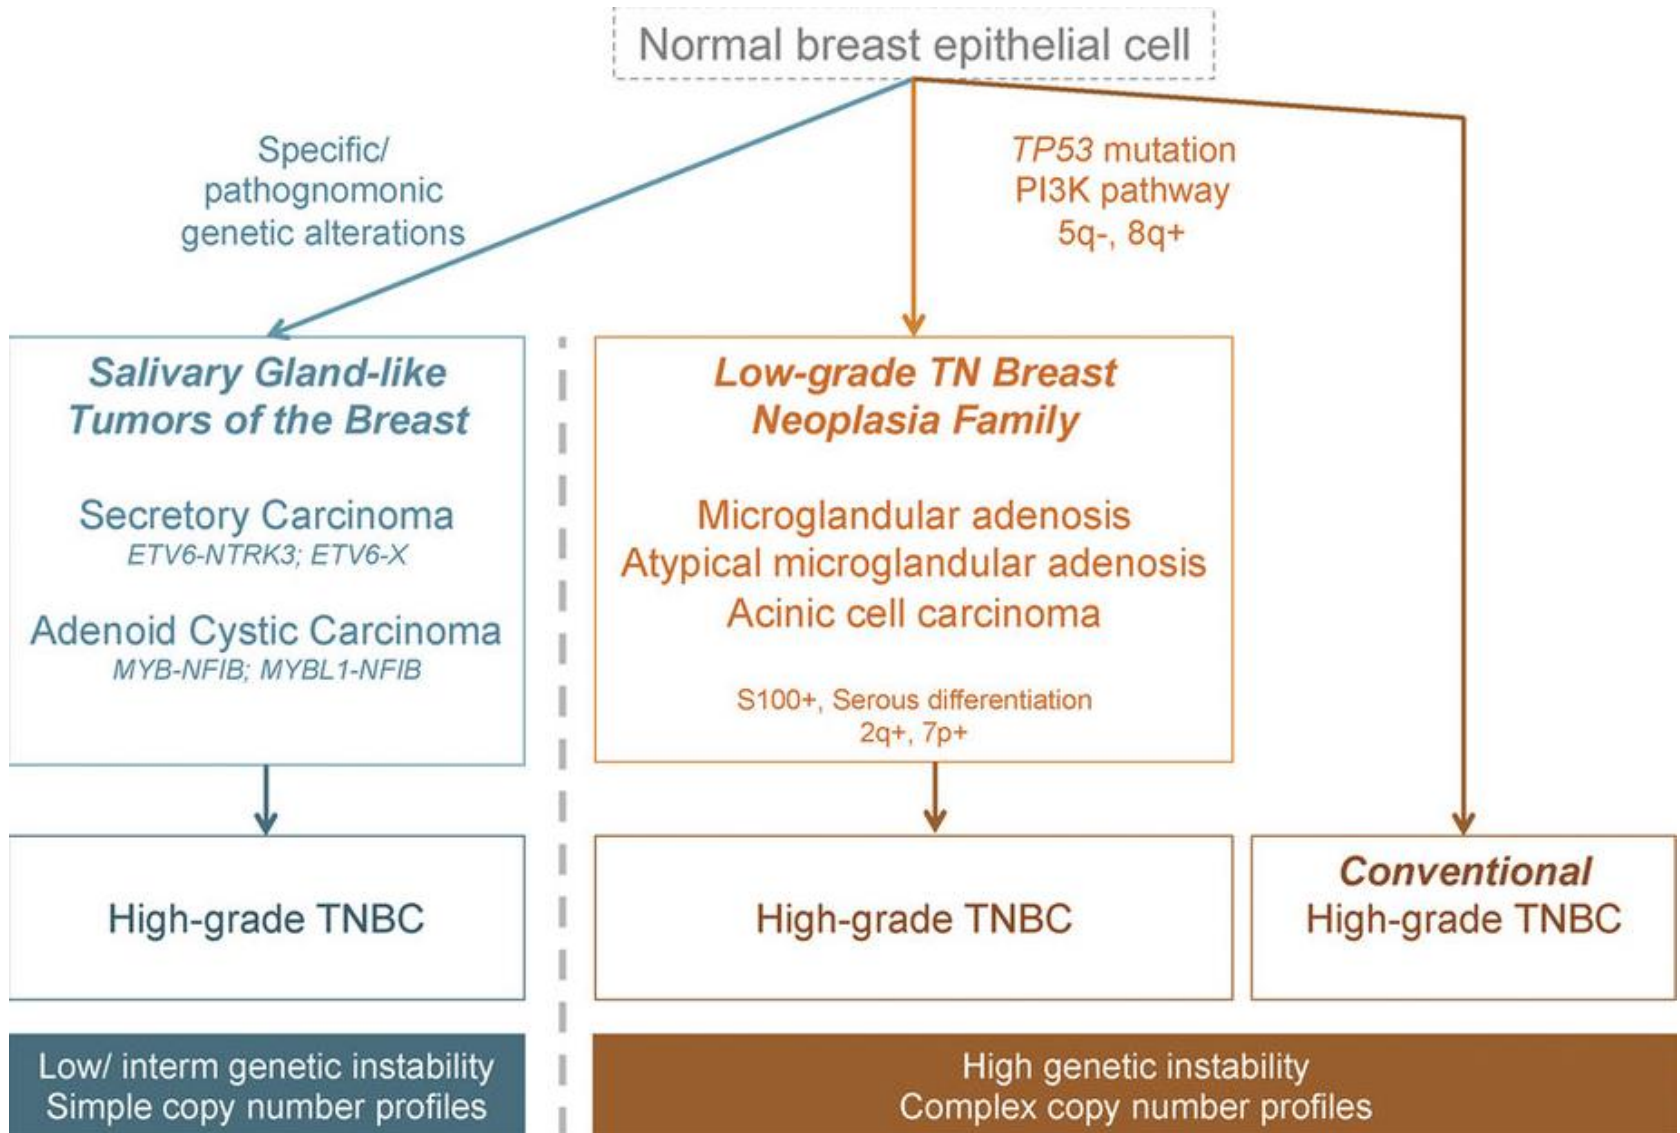 Normal breast epithelial cell
Specific/
pathognomonic
genetic alterations
TP53 mutation
PI3K pathway
5q-, 8q+
Salivary Gland-like
Tumors of the Breast
Secretory Carcinoma
ETV6-NTRK3; ETV6-X
Adenoid Cystic Carcinoma
MYB-NFIB; MYBL1-NFIB
Low-grade TN Breast
Neoplasia Family
Microglandular adenosis
Atypical microglandular adenosis
Acinic cell carcinoma
S100+, Serous differentiation
2q+, 7p+
High-grade TNBC
High-grade TNBC
Conventional
High-grade TNBC
Low/ interm genetic instability
Simple copy number profiles
High genetic instability
Complex copy number profiles